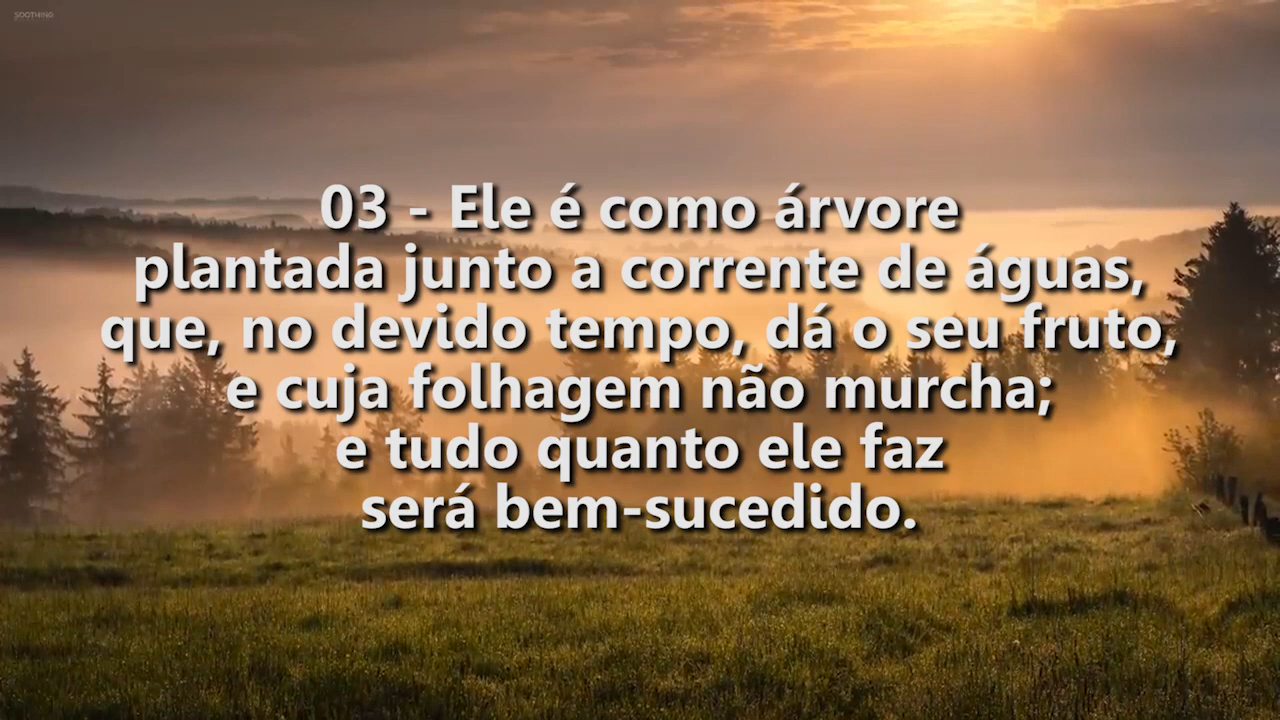 SOOTHING
03 - Ele é como árvore
plantada junto a corrente de águas,
que, no devido tempo, dá o seu fruto,
e cuja folhagem não murcha;
e tudo quanto ele faz
será bem-sucedido.